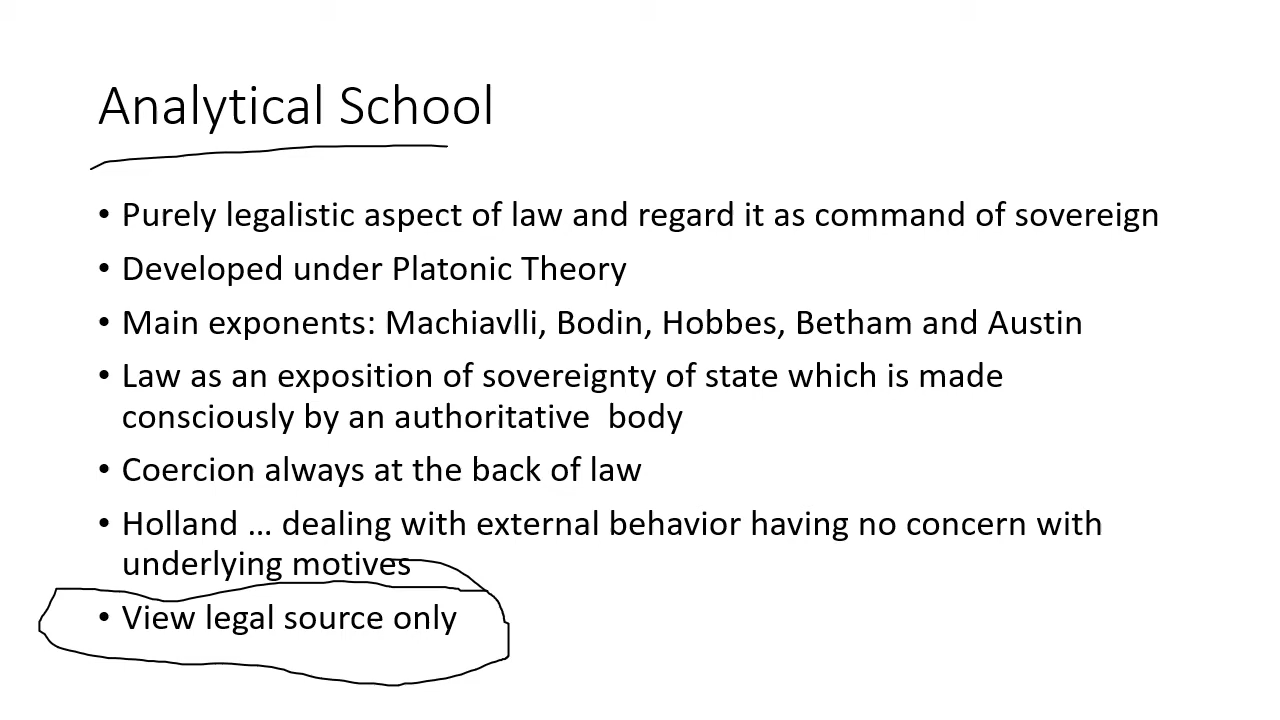 Analytical School
• Purely legalistic aspect of law and regard it as command of sovereign
• Developed under Platonic Theory
• Main exponents: Machiavlli, Bodin, Hobbes, Betham and Austin
• Law as an exposition of sovereignty of state which is made
consciously by an authoritative  body
• Coercion always at the back of law
• Holland … dealing with external behavior having no concern with
underlying motives
• View legal source only